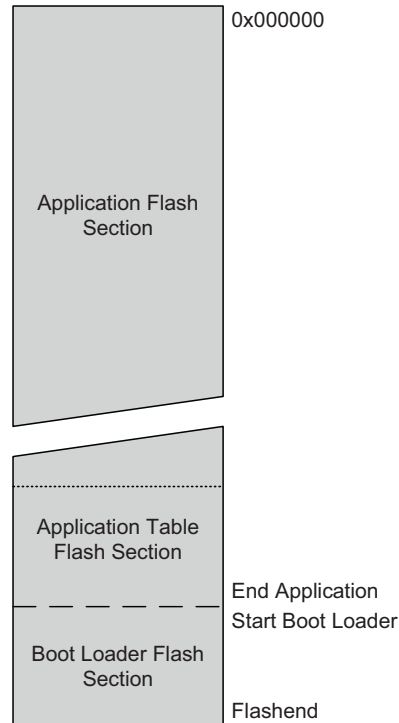 0x000000
Application Flash
Section
Application Table
Flash Section
End Application
Start Boot Loader
Boot Loader Flash
Section
Flashend